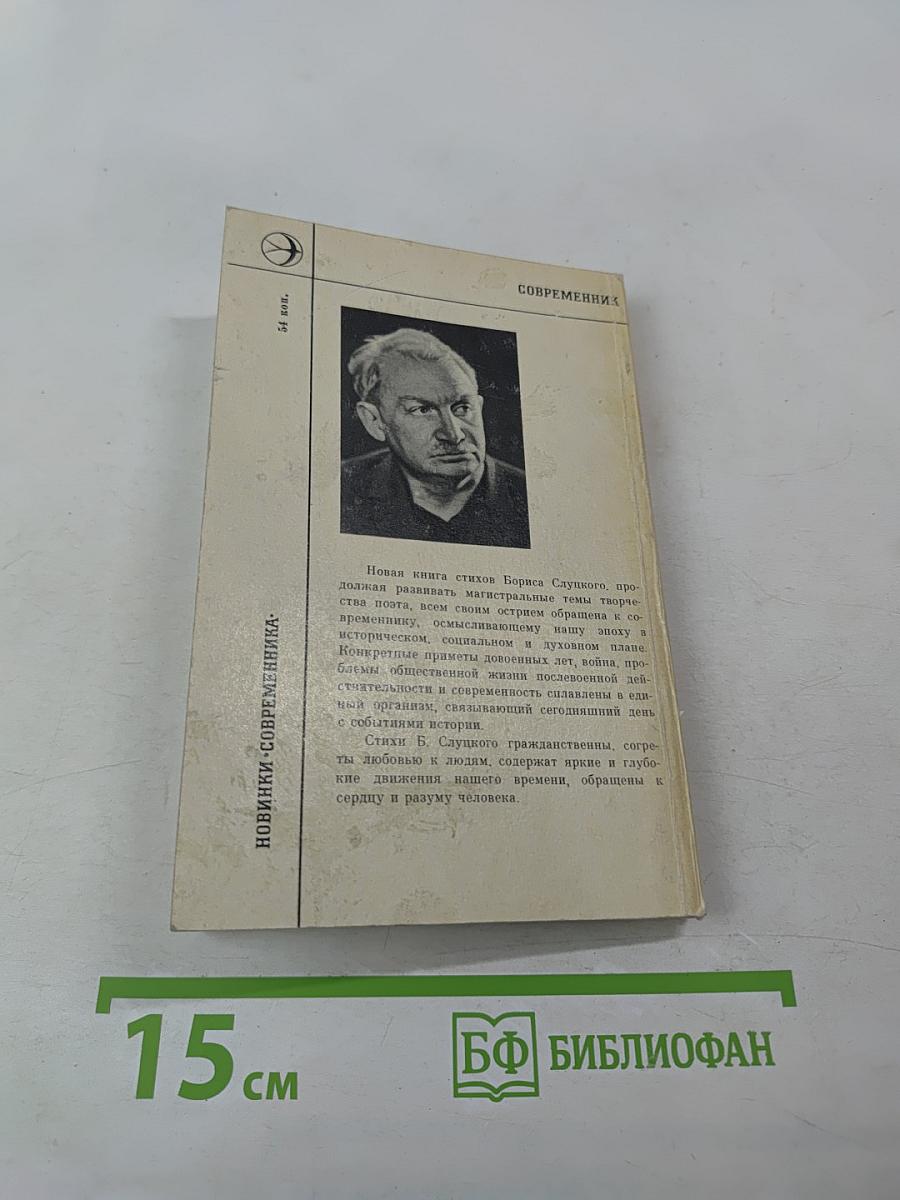 СОВРЕМЕННИК
54 коп.
НОВИНКИ «СОВРЕМЕННИКА»
Новая книга стихов Бориса Слуцкого, про-
должая развивать магистральные темы творче-
ства поэта, всем своим острием обращена к со-
временнику, осмысливающему нашу эпоху в
историческом, социальном и духовном плане.
Конкретные приметы довоенных лет, война, про-
блемы общественной жизни послевоенной дей-
ствительности и современность сплавлены в еди-
ный организм, связывающий сегодняшний день
с событиями истории.
Стихи Б. Слуцкого гражданственны, согре-
ты любовью к людям, содержат яркие и глубо-
кие движения нашего времени, обращены к
сердцу и разуму человека.
15 см
БФ БИБЛИОФАН